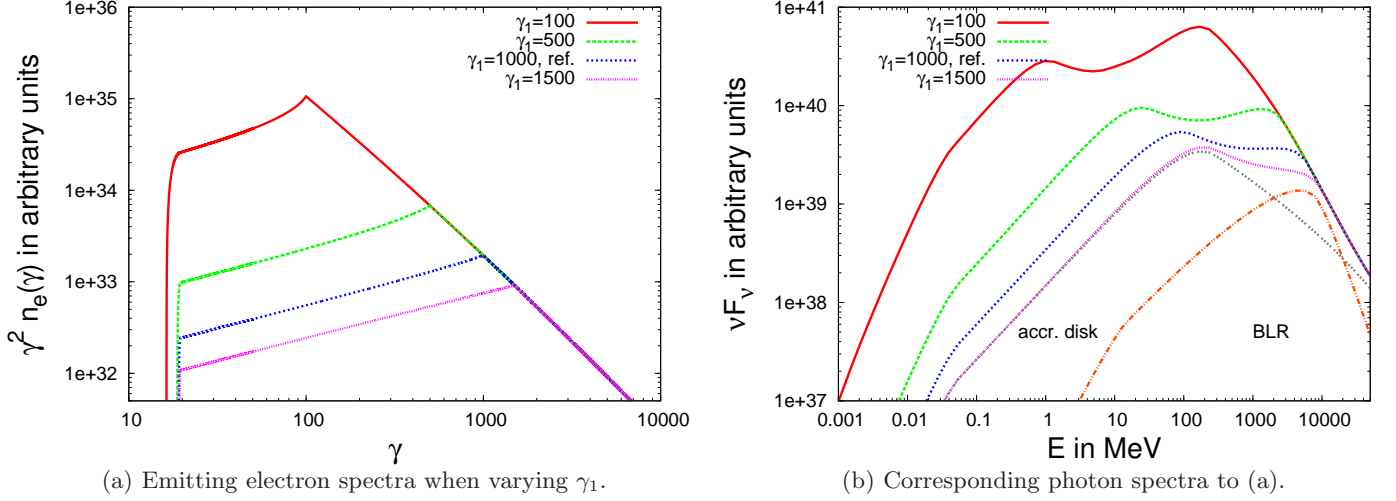 γ² nₑ(γ) in arbitrary units
1e+36
1e+35
1e+34
1e+33
1e+32
γ₁=100
γ₁=500
γ₁=1000, ref.
γ₁=1500
10 100 1000 10000
γ
(a) Emitting electron spectra when varying γ₁.
νFᵥ in arbitrary units
1e+41
1e+40
1e+39
1e+38
1e+37
γ₁=100
γ₁=500
γ₁=1000, ref.
γ₁=1500
accr. disk
BLR
0.001 0.01 0.1 1 10 100 1000 10000
E in MeV
(b) Corresponding photon spectra to (a).